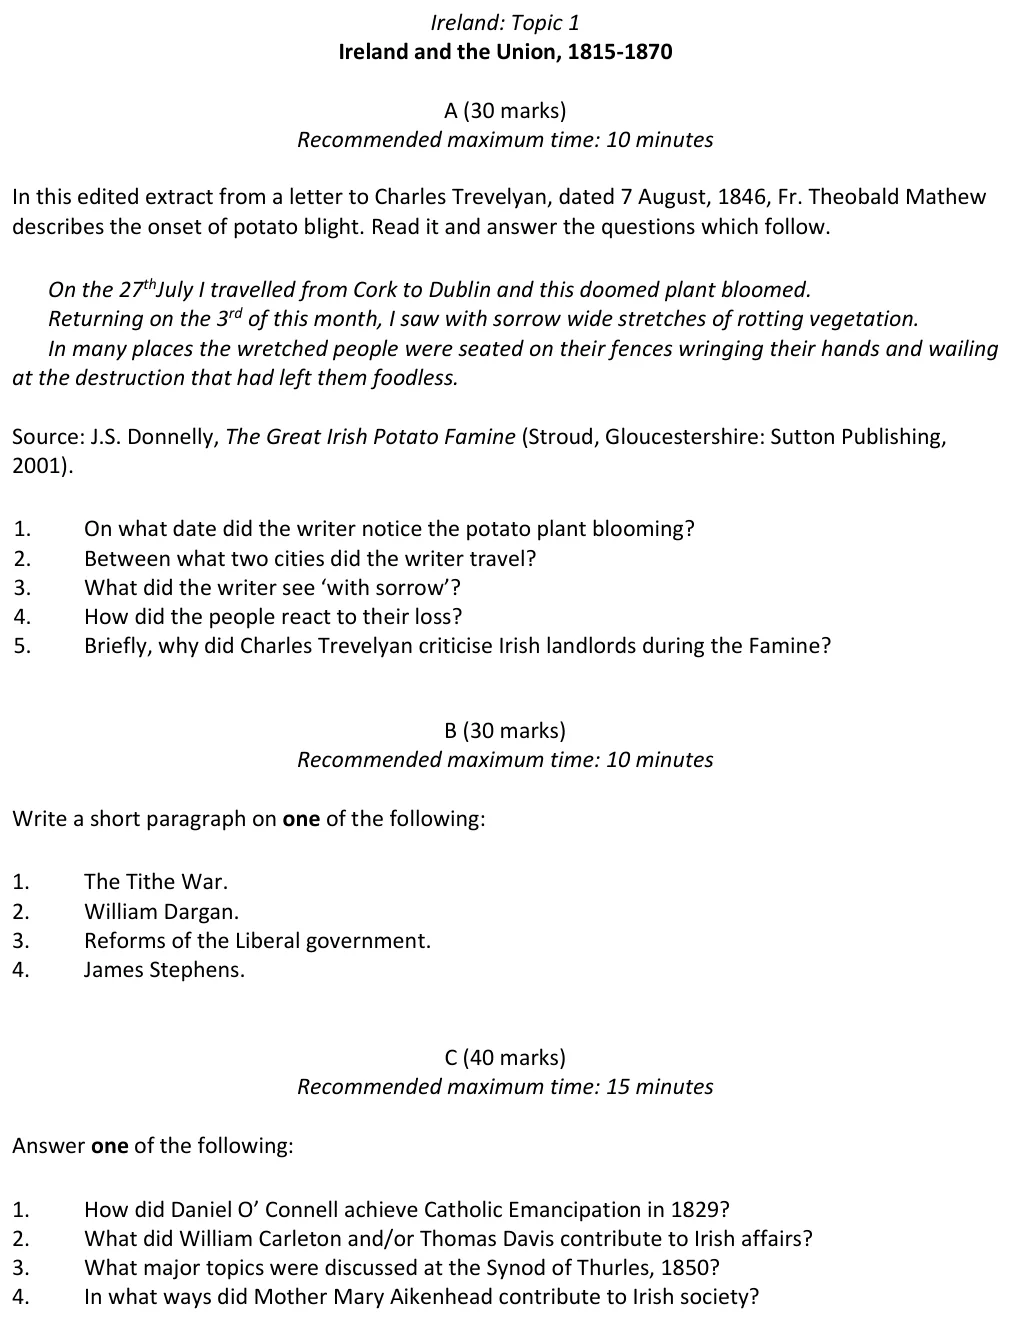 Ireland: Topic 1
Ireland and the Union, 1815-1870
A (30 marks)
Recommended maximum time: 10 minutes
In this edited extract from a letter to Charles Trevelyan, dated 7 August, 1846, Fr. Theobald Mathew
describes the onset of potato blight. Read it and answer the questions which follow.
On the 27thJuly I travelled from Cork to Dublin and this doomed plant bloomed.
Returning on the 3rd of this month, I saw with sorrow wide stretches of rotting vegetation.
In many places the wretched people were seated on their fences wringing their hands and wailing
at the destruction that had left them foodless.
Source: J.S. Donnelly, The Great Irish Potato Famine (Stroud, Gloucestershire: Sutton Publishing,
2001).
1. On what date did the writer notice the potato plant blooming?
2. Between what two cities did the writer travel?
3. What did the writer see ‘with sorrow’?
4. How did the people react to their loss?
5. Briefly, why did Charles Trevelyan criticise Irish landlords during the Famine?
B (30 marks)
Recommended maximum time: 10 minutes
Write a short paragraph on one of the following:
1. The Tithe War.
2. William Dargan.
3. Reforms of the Liberal government.
4. James Stephens.
C (40 marks)
Recommended maximum time: 15 minutes
Answer one of the following:
1. How did Daniel O’ Connell achieve Catholic Emancipation in 1829?
2. What did William Carleton and/or Thomas Davis contribute to Irish affairs?
3. What major topics were discussed at the Synod of Thurles, 1850?
4. In what ways did Mother Mary Aikenhead contribute to Irish society?